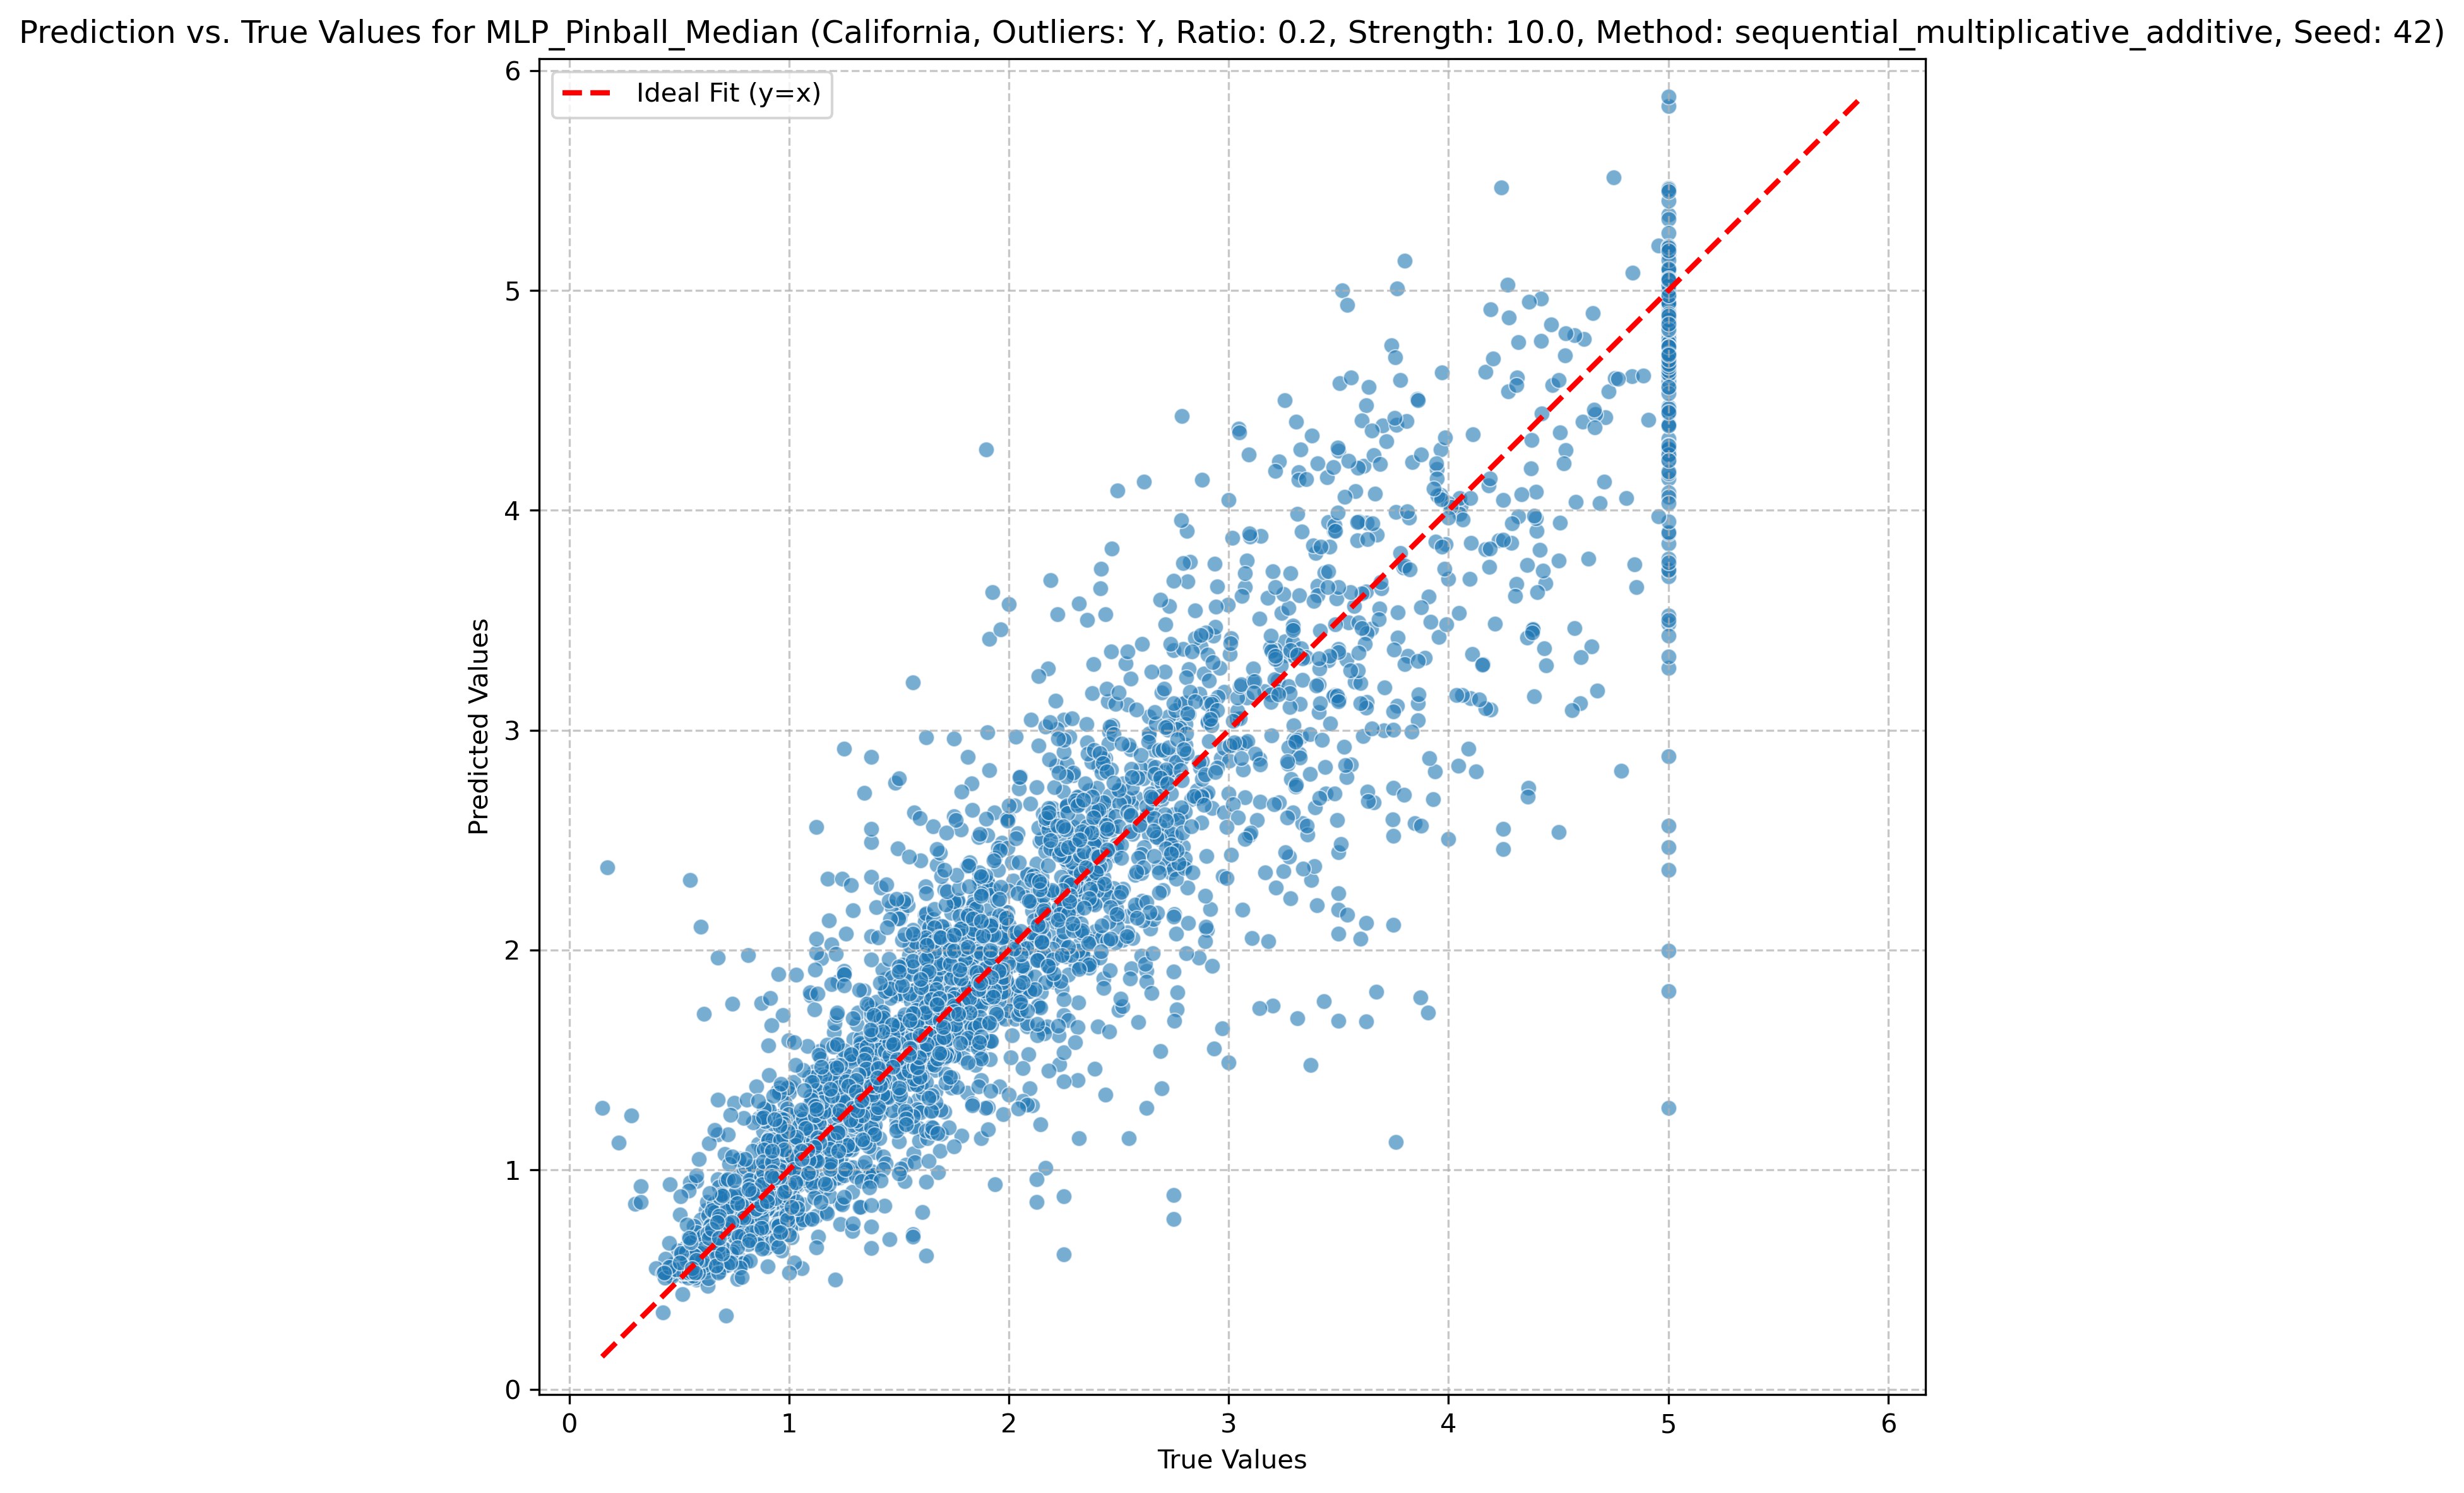 Prediction vs. True Values for MLP_Pinball_Median (California, Outliers: Y, Ratio: 0.2, Strength: 10.0, Method: sequential_multiplicative_additive, Seed: 42)
Ideal Fit (y=x)
6
5
4
3
2
1
0
Predicted Values
0 1 2 3 4 5 6
True Values